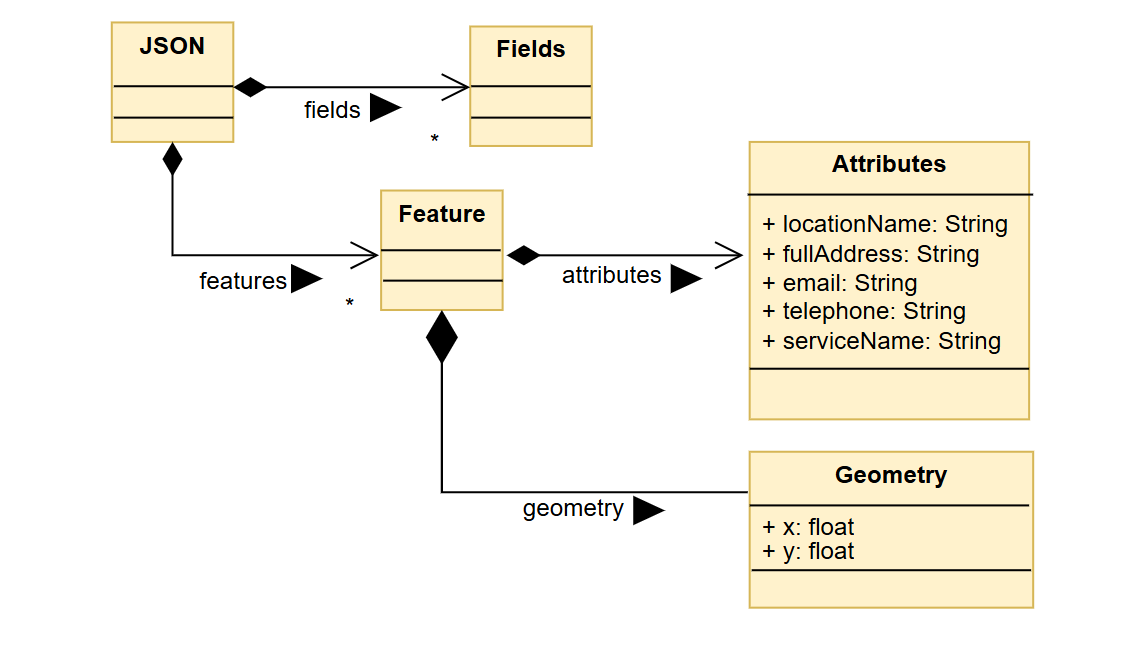 JSON
Fields
fields
*
Attributes
+ locationName: String
+ fullAddress: String
+ email: String
+ telephone: String
+ serviceName: String
Feature
features
*
attributes
Geometry
+ x: float
+ y: float
geometry